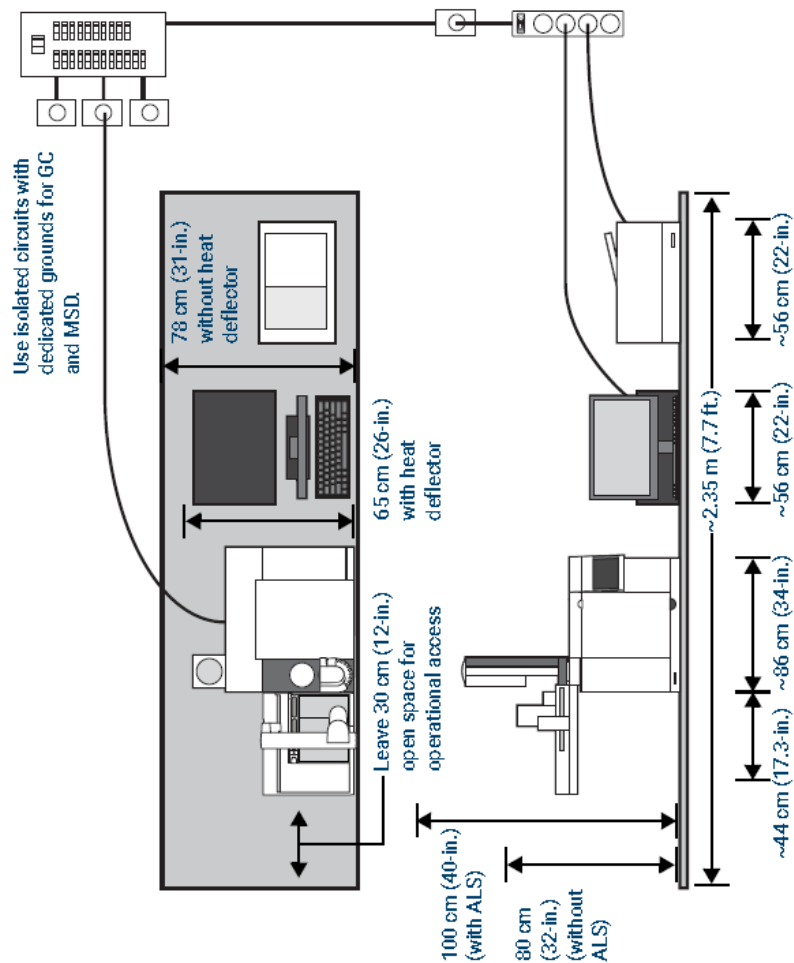 Use isolated circuits with
dedicated grounds for GC
and MSD.
78 cm (31-in.)
without heat
deflector
65 cm (26-in.)
with heat
deflector
Leave 30 cm (12-in.)
open space for
operational access
100 cm (40-in.)
(with ALS)
80 cm
(32-in.)
(without
ALS)
~44 cm (17.3-in.)
~86 cm (34-in.)
~56 cm (22-in.)
~56 cm (22-in.)
~2.35 m (7.7 ft.)